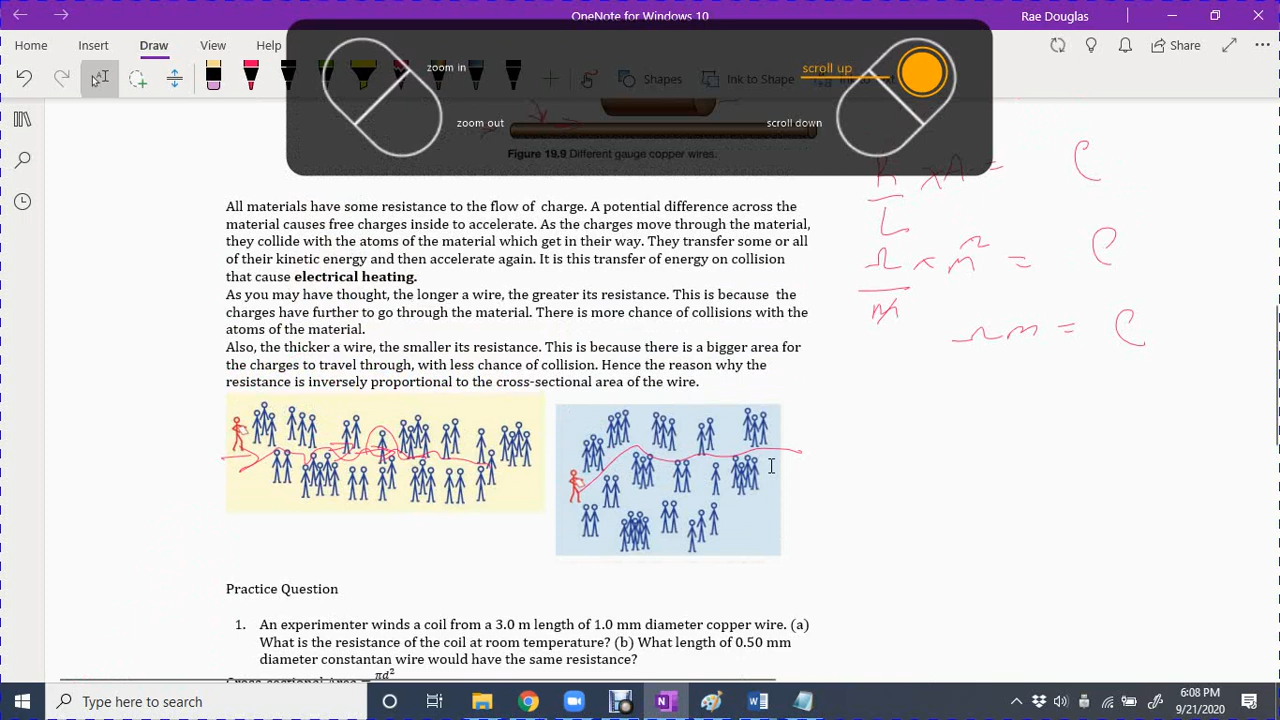 OneNote for Windows 10
Rae Douglas
Home Insert Draw View Help
Share
zoom in
scroll up
Shapes
Ink to Shape
zoom out
scroll down
Figure 19.9 Different gauge copper wires.
All materials have some resistance to the flow of charge. A potential difference across the
material causes free charges inside to accelerate. As the charges move through the material,
they collide with the atoms of the material which get in their way. They transfer some or all
of their kinetic energy and then accelerate again. It is this transfer of energy on collision
that cause electrical heating.
As you may have thought, the longer a wire, the greater its resistance. This is because the
charges have further to go through the material. There is more chance of collisions with the
atoms of the material.
Also, the thicker a wire, the smaller its resistance. This is because there is a bigger area for
the charges to travel through, with less chance of collision. Hence the reason why the
resistance is inversely proportional to the cross-sectional area of the wire.
Practice Question
1. An experimenter winds a coil from a 3.0 m length of 1.0 mm diameter copper wire. (a)
What is the resistance of the coil at room temperature? (b) What length of 0.50 mm
diameter constantan wire would have the same resistance?
πd²
Type here to search
6:08 PM
9/21/2020